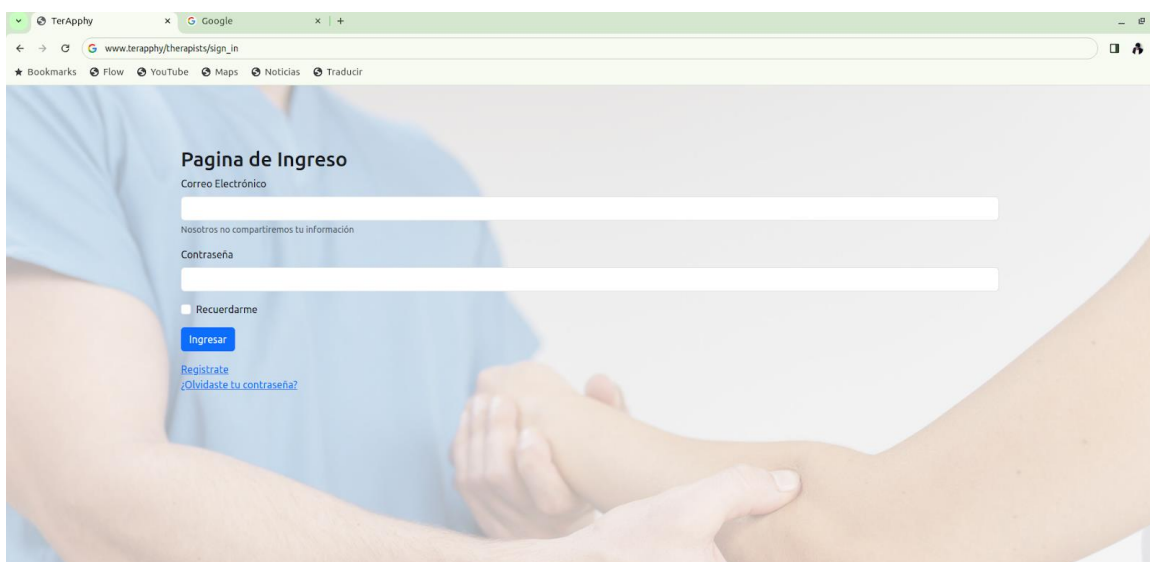 TerApphy
Google
www.terapphy/therapists/sign_in
Bookmarks Flow YouTube Maps Noticias Traducir
Pagina de Ingreso
Correo Electrónico
Nosotros no compartiremos tu información
Contraseña
Recuerdarme
Ingresar
Registrate
¿Olvidaste tu contraseña?